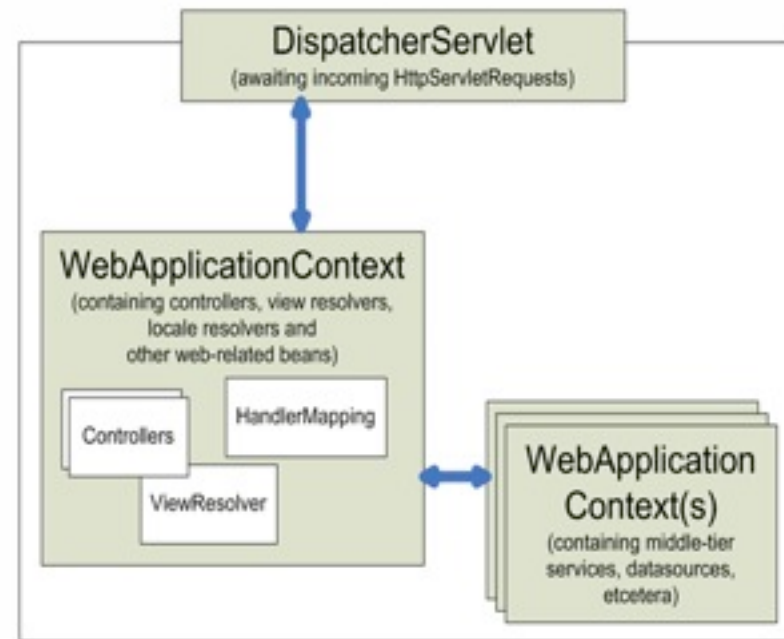 DispatcherServlet
(awaiting incoming HttpServletRequests)
WebApplicationContext
(containing controllers, view resolvers,
locale resolvers and
other web-related beans)
HandlerMapping
Controllers
ViewResolver
WebApplication
Context(s)
(containing middle-tier
services, datasources,
etcetera)